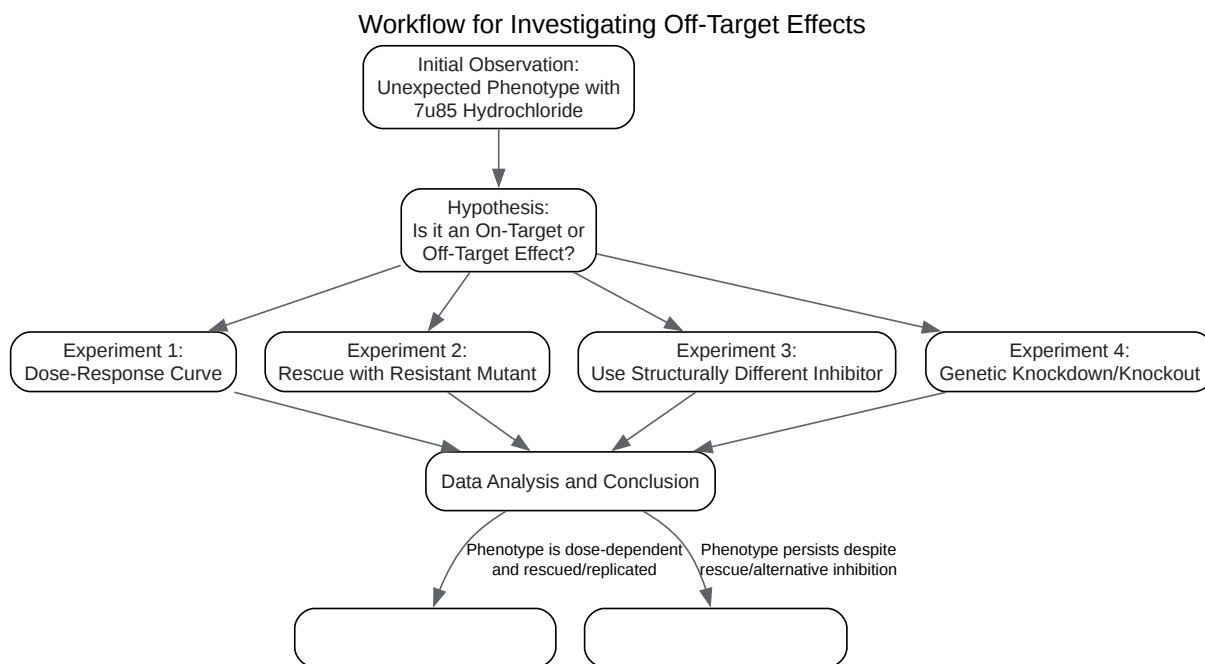 Workflow for Investigating Off-Target Effects
Initial Observation:
Unexpected Phenotype with
7u85 Hydrochloride
Hypothesis:
Is it an On-Target or
Off-Target Effect?
Experiment 1:
Dose-Response Curve
Experiment 2:
Rescue with Resistant Mutant
Experiment 3:
Use Structurally Different Inhibitor
Experiment 4:
Genetic Knockdown/Knockout
Data Analysis and Conclusion
Phenotype is dose-dependent
and rescued/replicated
Phenotype persists despite
rescue/alternative inhibition